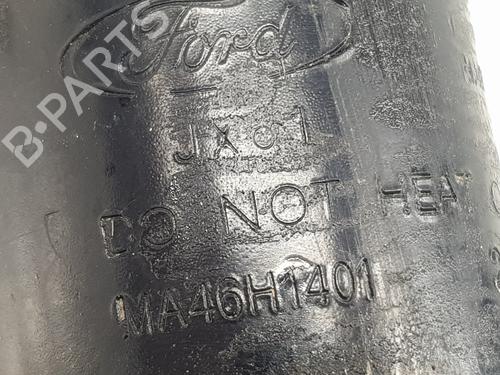 Ford
JX61
DO NOT HEAT
MA46H1401
B-PARTS